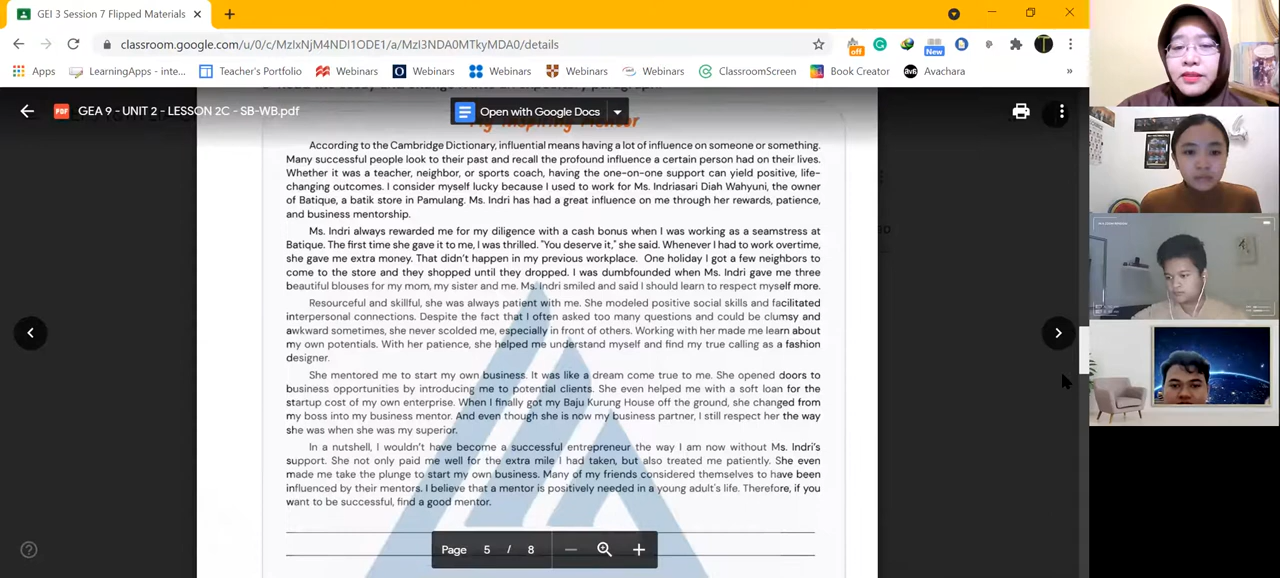 GEI 3 Session 7 Flipped Materials
classroom.google.com/u/0/c/MzIxNjM4NDI1ODE1/a/MzI3NDA0MTkyMDA0/details
off
New
T
Apps
LearningApps - inte...
Teacher's Portfolio
Webinars
Webinars
Webinars
Webinars
Webinars
ClassroomScreen
Book Creator
Avachara
»
PDF
GEA 9 - UNIT 2 - LESSON 2C - SB-WB.pdf
Open with Google Docs
My Inspiring Mentor
According to the Cambridge Dictionary, influential means having a lot of influence on someone or something.
Many successful people look to their past and recall the profound influence a certain person had on their lives.
Whether it was a teacher, neighbor, or sports coach, having the one-on-one support can yield positive, life-
changing outcomes. I consider myself lucky because I used to work for Ms. Indriasari Diah Wahyuni, the owner
of Batique, a batik store in Pamulang. Ms. Indri has had a great influence on me through her rewards, patience,
and business mentorship.
Ms. Indri always rewarded me for my diligence with a cash bonus when I was working as a seamstress at
Batique. The first time she gave it to me, I was thrilled. "You deserve it," she said. Whenever I had to work overtime,
she gave me extra money. That didn't happen in my previous workplace. One holiday I got a few neighbors to
come to the store and they shopped until they dropped. I was dumbfounded when Ms. Indri gave me three
beautiful blouses for my mom, my sister and me. Ms. Indri smiled and said I should learn to respect myself more.
Resourceful and skillful, she was always patient with me. She modeled positive social skills and facilitated
interpersonal connections. Despite the fact that I often asked too many questions and could be clumsy and
awkward sometimes, she never scolded me, especially in front of others. Working with her made me learn about
my own potentials. With her patience, she helped me understand myself and find my true calling as a fashion
designer.
She mentored me to start my own business. It was like a dream come true to me. She opened doors to
business opportunities by introducing me to potential clients. She even helped me with a soft loan for the
startup cost of my own enterprise. When I finally got my Baju Kurung House off the ground, she changed from
my boss into my business mentor. And even though she is now my business partner, I still respect her the way
she was when she was my superior.
In a nutshell, I wouldn't have become a successful entrepreneur the way I am now without Ms. Indri's
support. She not only paid me well for the extra mile I had taken, but also treated me patiently. She even
made me take the plunge to start my own business. Many of my friends considered themselves to have been
influenced by their mentors. I believe that a mentor is positively needed in a young adult's life. Therefore, if you
want to be successful, find a good mentor.
Page 5 / 8